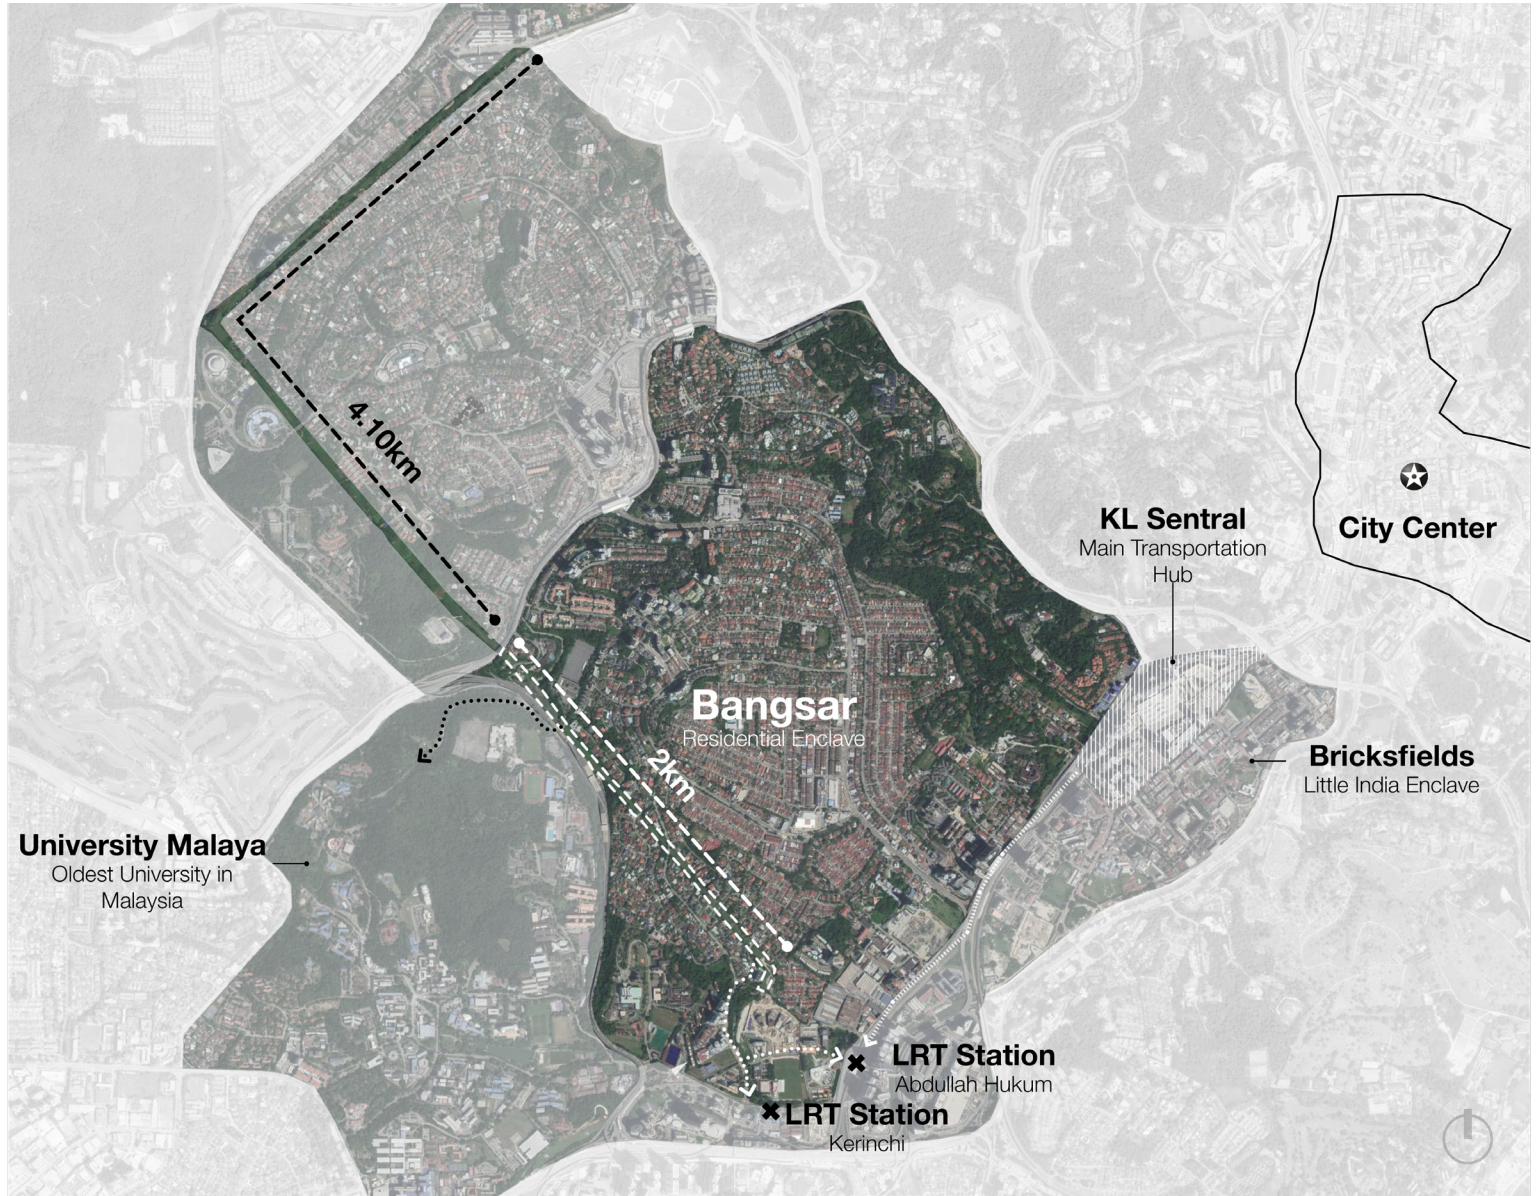 4.10km
KL Sentral
Main Transportation
Hub
City Center
Bangsar
Residential Enclave
2km
Bricksfields
Little India Enclave
University Malaya
Oldest University in
Malaysia
LRT Station
Abdullah Hukum
LRT Station
Kerinchi